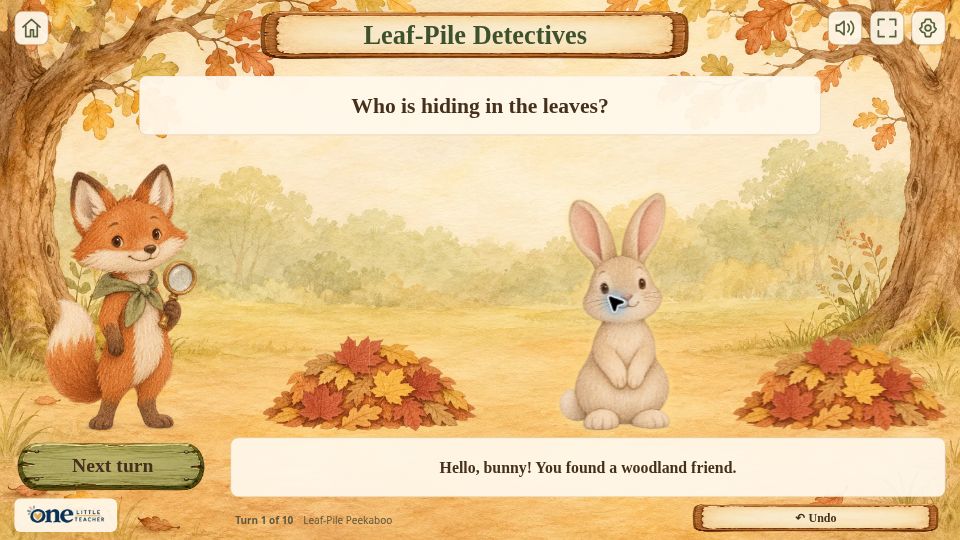 Leaf-Pile Detectives
Who is hiding in the leaves?
Hello, bunny! You found a woodland friend.
Next turn
one LITTLE TEACHER
Turn 1 of 10 Leaf-Pile Peekaboo
↶ Undo